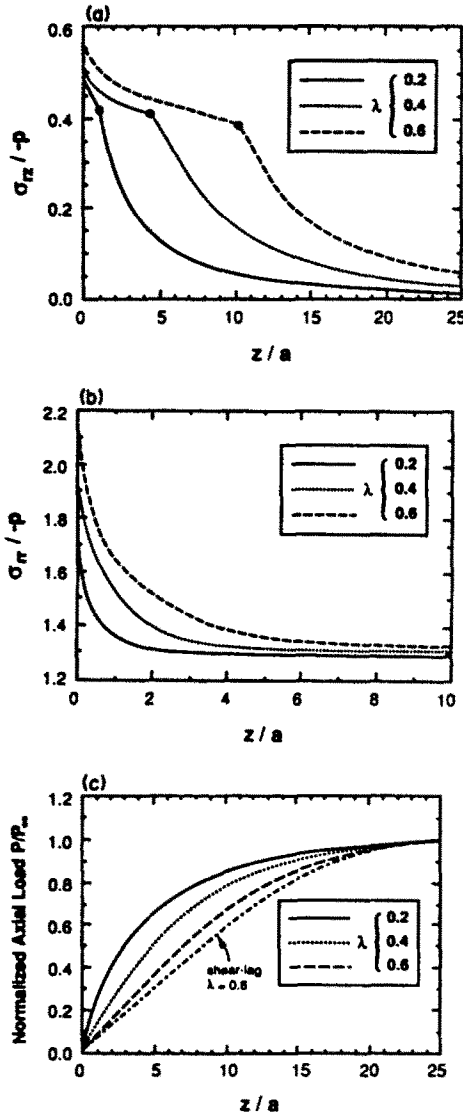 (a)
0.6
0.4
0.2
0.0
σrz / -p
λ
0.2
0.4
0.6
0 5 10 15 20 25
z / a
(b)
2.2
2.0
1.8
1.6
1.4
1.2
σrr / -p
λ
0.2
0.4
0.6
0 2 4 6 8 10
z / a
(c)
1.2
1.0
0.8
0.6
0.4
0.2
0.0
Normalized Axial Load P/P∞
λ
0.2
0.4
0.6
shear-lag
λ = 0.6
0 5 10 15 20 25
z / a